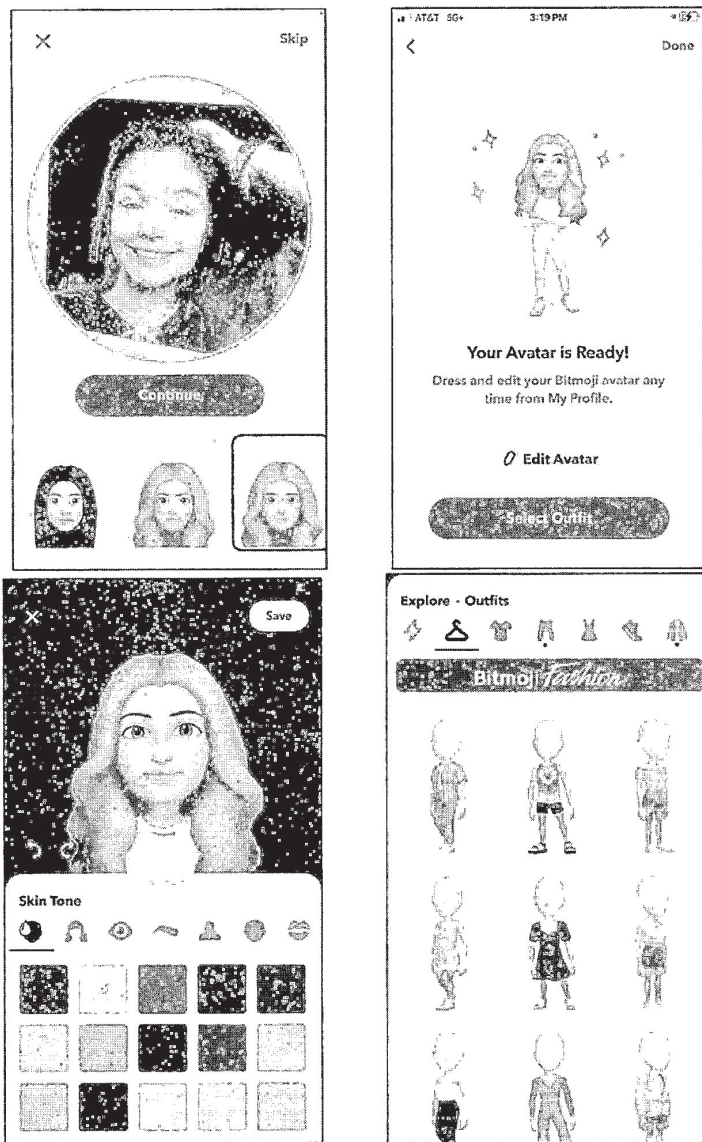 Skip
Continue
AT&T 5G+ 3:19 PM
Done
Your Avatar is Ready!
Dress and edit your Bitmoji avatar any
time from My Profile.
Edit Avatar
Select Outfit
Save
Skin Tone
Explore - Outfits
Bitmoji Fashion